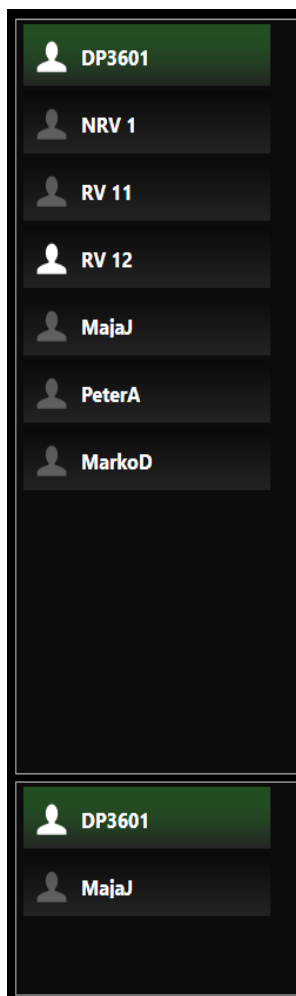 DP3601
NRV 1
RV 11
RV 12
MajaJ
PeterA
MarkoD
DP3601
MajaJ